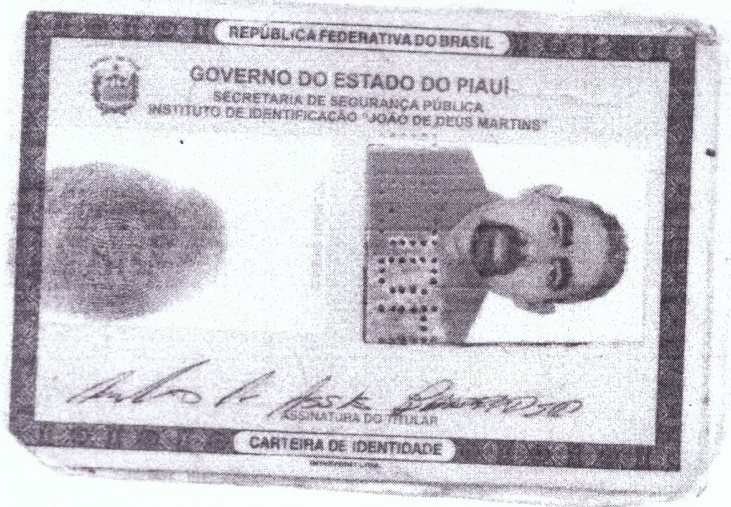 REPÚBLICA FEDERATIVA DO BRASIL
GOVERNO DO ESTADO DO PIAUÍ
SECRETARIA DE SEGURANÇA PÚBLICA
INSTITUTO DE IDENTIFICAÇÃO "JOÃO DE DEUS MARTINS"
ASSINATURA DO TITULAR
CARTEIRA DE IDENTIDADE